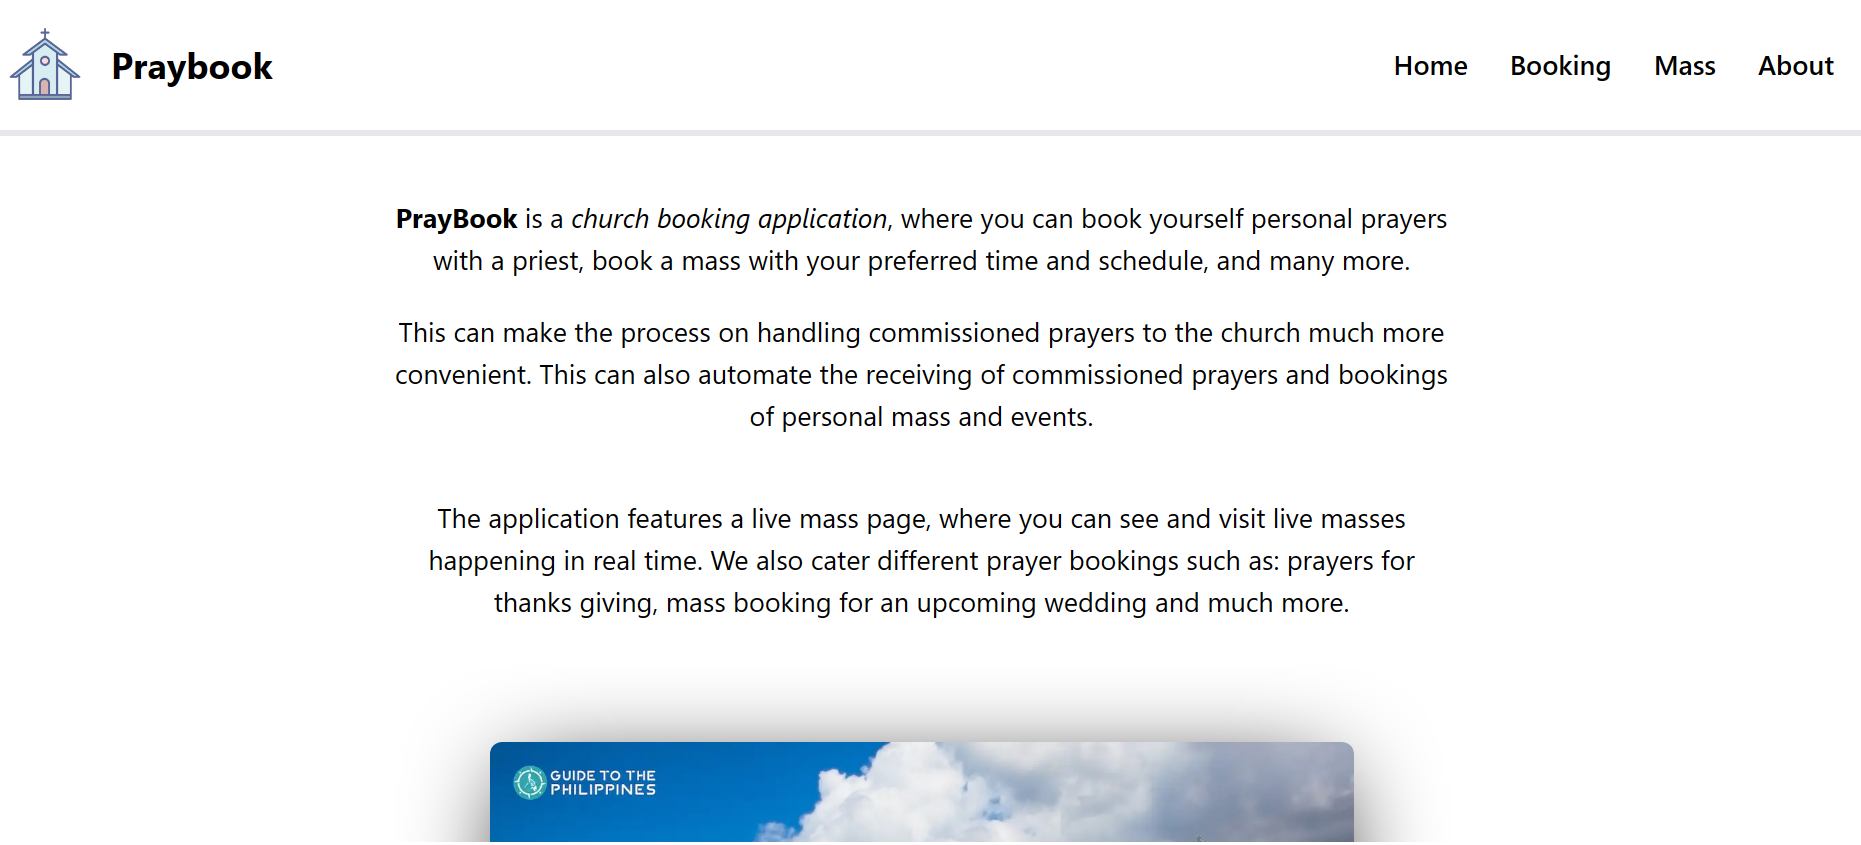 Praybook
Home Booking Mass About
PrayBook is a church booking application, where you can book yourself personal prayers
with a priest, book a mass with your preferred time and schedule, and many more.
This can make the process on handling commissioned prayers to the church much more
convenient. This can also automate the receiving of commissioned prayers and bookings
of personal mass and events.
The application features a live mass page, where you can see and visit live masses
happening in real time. We also cater different prayer bookings such as: prayers for
thanks giving, mass booking for an upcoming wedding and much more.
GUIDE TO THE
PHILIPPINES